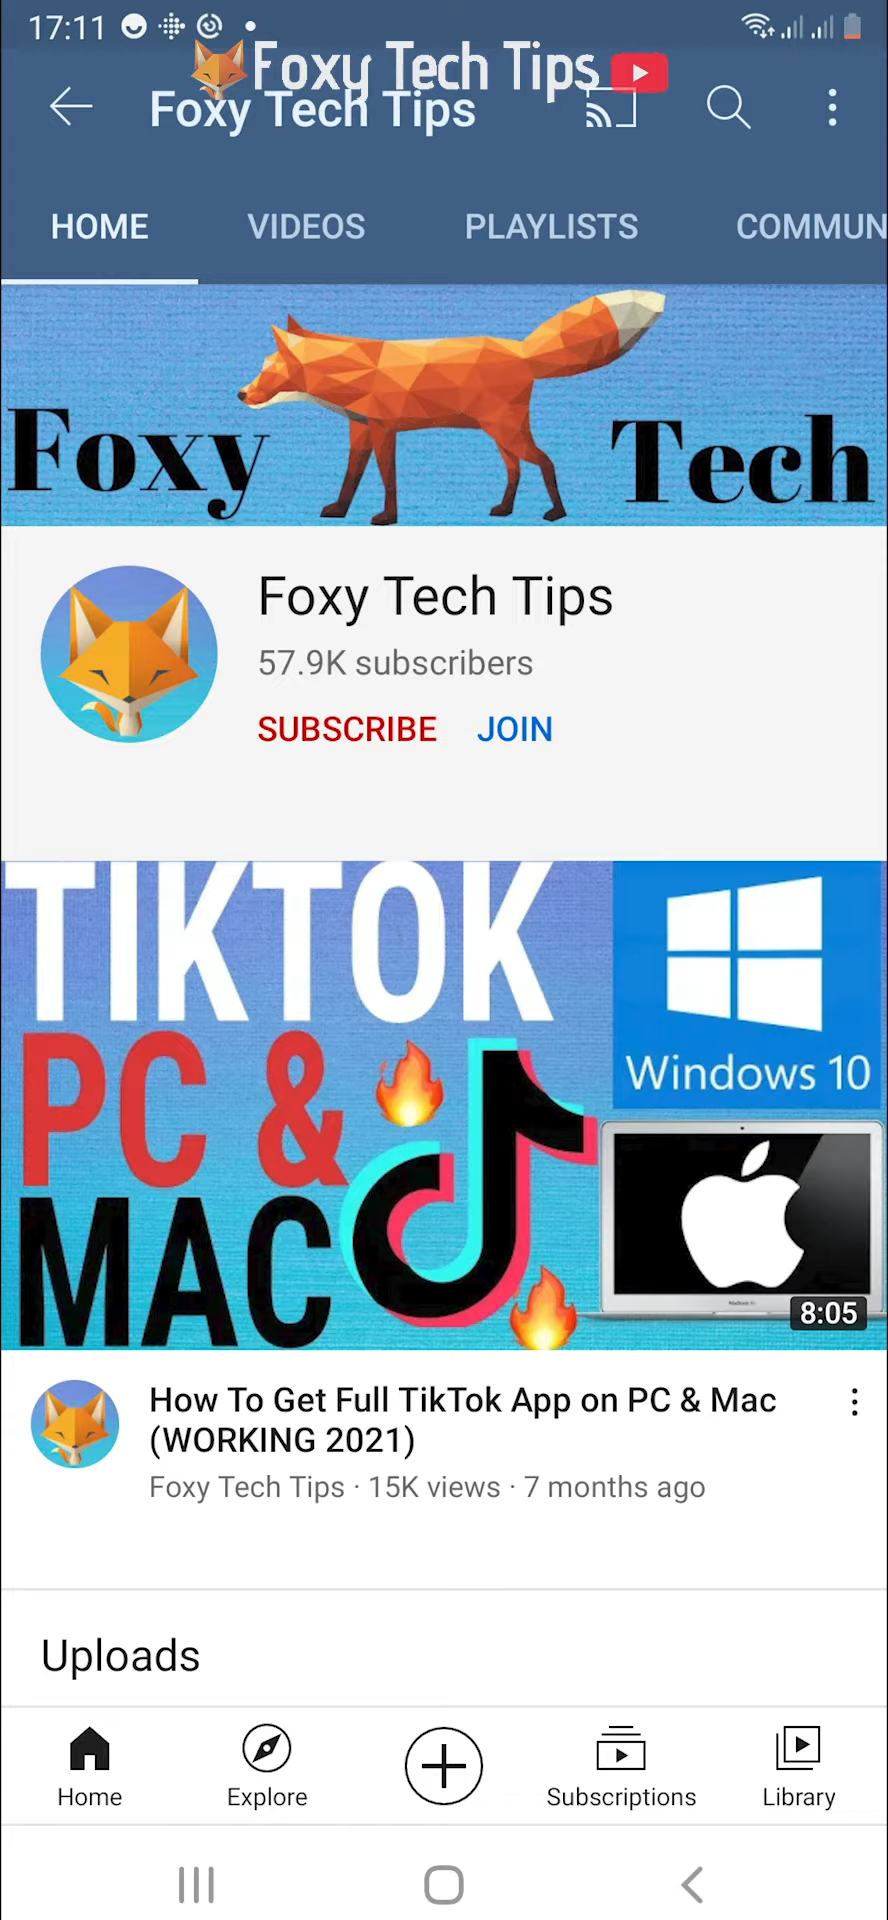 17:11
Foxy Tech Tips
Foxy Tech Tips
HOME VIDEOS PLAYLISTS COMMUN
Foxy Tech
Foxy Tech Tips
57.9K subscribers
SUBSCRIBE JOIN
TIKTOK
PC &
MAC
Windows 10
8:05
How To Get Full TikTok App on PC & Mac
(WORKING 2021)
Foxy Tech Tips · 15K views · 7 months ago
Uploads
Home Explore Subscriptions Library